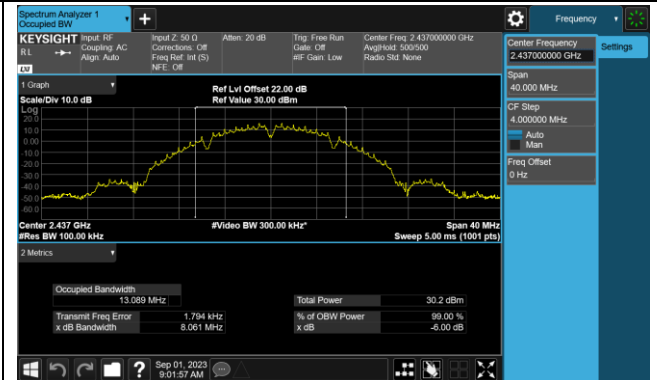 Spectrum Analyzer 1
Occupied BW
+
Frequency
KEYSIGHT Input: RF Input Z: 50 Ω Atten: 20 dB Trig: Free Run Center Freq: 2.437000000 GHz
RL Coupling: AC Corrections: Off Gate: Off Avg|Hold: 500/500
Align: Auto Freq Ref: Int (S) #IF Gain: Low Radio Std: None
LXI NFE: Off
Center Frequency
2.437000000 GHz
Settings
Span
40.000 MHz
CF Step
4.000000 MHz
Auto
Man
Freq Offset
0 Hz
1 Graph
Ref Lvl Offset 22.00 dB
Scale/Div 10.0 dB Ref Value 30.00 dBm
Log
20.0
10.0
0.00
-10.0
-20.0
-30.0
-40.0
-50.0
-60.0
Center 2.437 GHz #Video BW 300.00 kHz* Span 40 MHz
#Res BW 100.00 kHz Sweep 5.00 ms (1001 pts)
2 Metrics
Occupied Bandwidth
13.089 MHz Total Power 30.2 dBm
Transmit Freq Error 1.794 kHz % of OBW Power 99.00 %
x dB Bandwidth 8.061 MHz x dB -6.00 dB
? Sep 01, 2023
9:01:57 AM